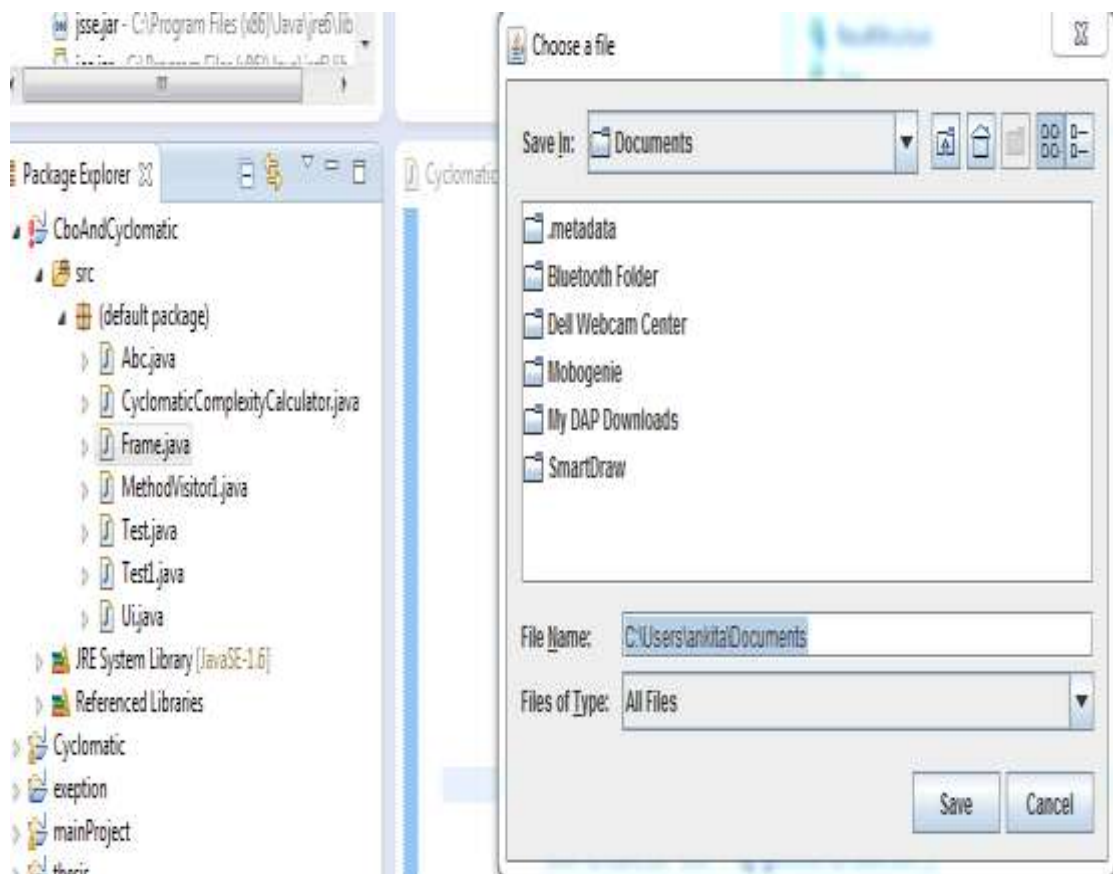 jsse.jar - C:\Program Files (x86)\Java\jre6\lib
Package Explorer
CboAndCyclomatic
src
(default package)
Abc.java
CyclomaticComplexityCalculator.java
Frame.java
MethodVisitor1.java
Test.java
Test1.java
Ui.java
JRE System Library [JavaSE-1.6]
Referenced Libraries
Cyclomatic
exeption
mainProject
thesis
Cyclomatic
Choose a file
Save In: Documents
.metadata
Bluetooth Folder
Dell Webcam Center
Mobogenie
My DAP Downloads
SmartDraw
File Name: C:\Users\ankita\Documents
Files of Type: All Files
Save Cancel